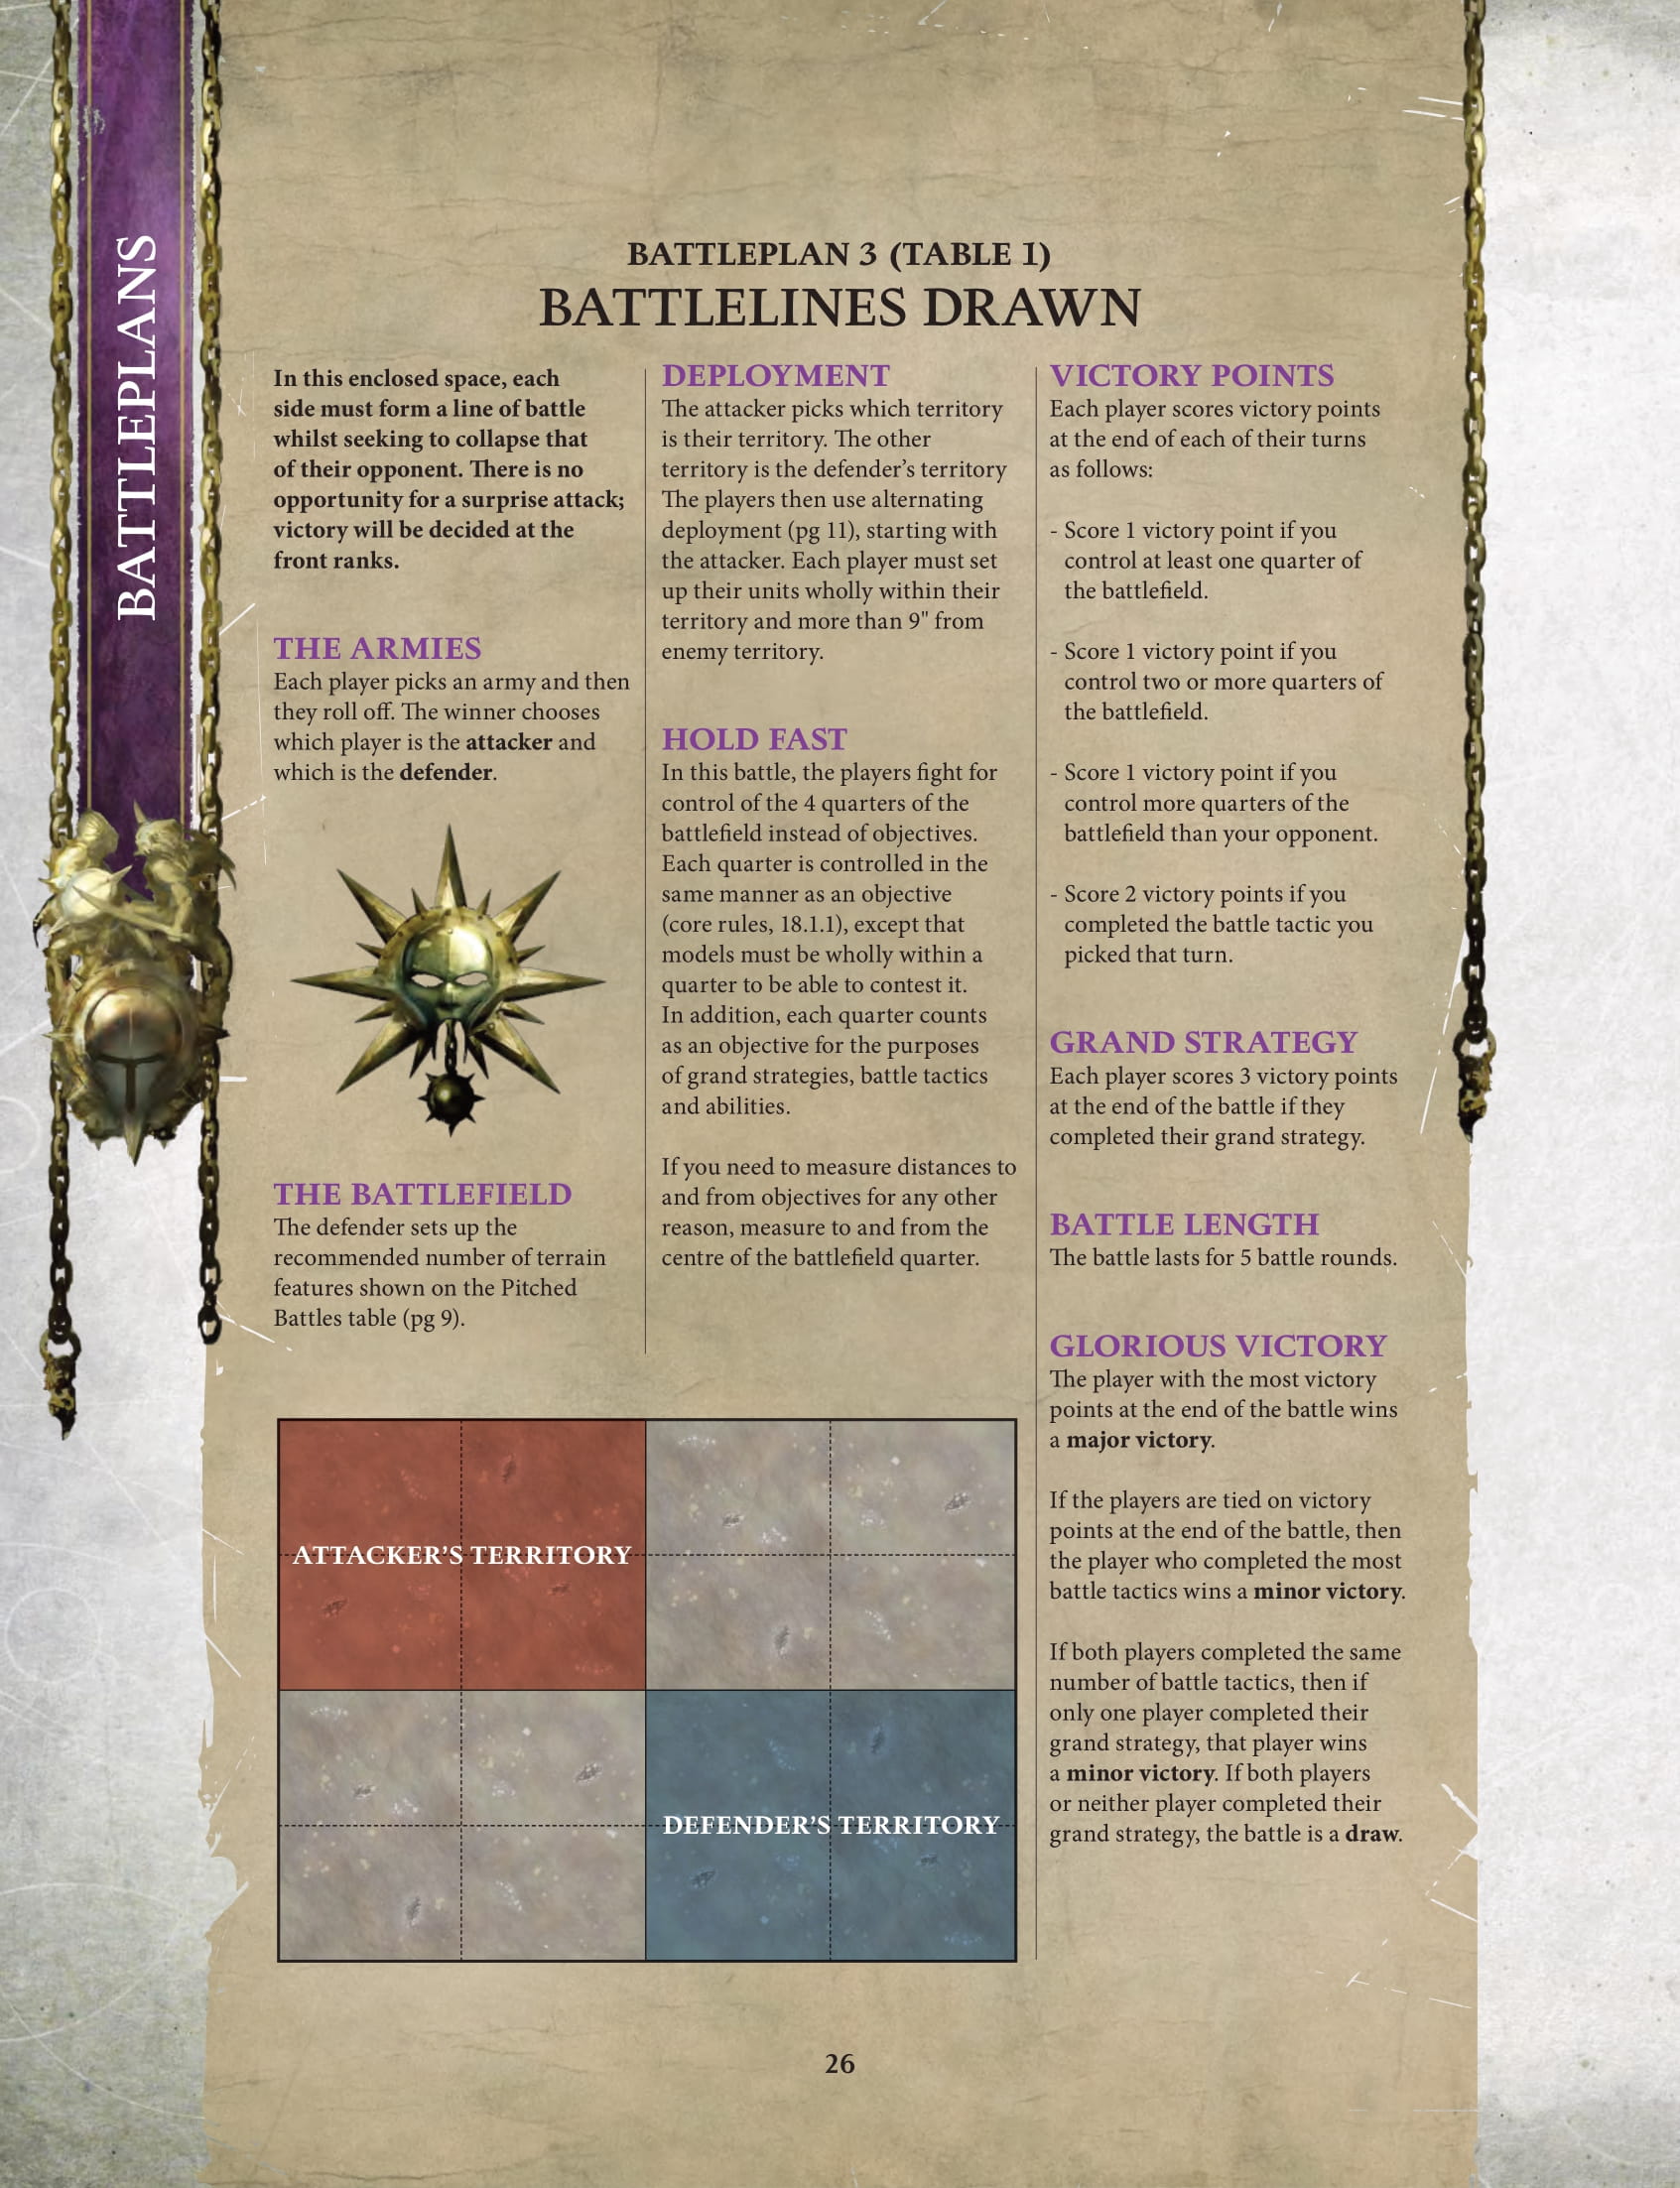 BATTLEPLANS
BATTLEPLAN 3 (TABLE 1)
BATTLELINES DRAWN
In this enclosed space, each
side must form a line of battle
whilst seeking to collapse that
of their opponent. There is no
opportunity for a surprise attack;
victory will be decided at the
front ranks.
THE ARMIES
Each player picks an army and then
they roll off. The winner chooses
which player is the attacker and
which is the defender.
THE BATTLEFIELD
The defender sets up the
recommended number of terrain
features shown on the Pitched
Battles table (pg 9).
DEPLOYMENT
The attacker picks which territory
is their territory. The other
territory is the defender's territory
The players then use alternating
deployment (pg 11), starting with
the attacker. Each player must set
up their units wholly within their
territory and more than 9" from
enemy territory.
HOLD FAST
In this battle, the players fight for
control of the 4 quarters of the
battlefield instead of objectives.
Each quarter is controlled in the
same manner as an objective
(core rules, 18.1.1), except that
models must be wholly within a
quarter to be able to contest it.
In addition, each quarter counts
as an objective for the purposes
of grand strategies, battle tactics
and abilities.
If you need to measure distances to
and from objectives for any other
reason, measure to and from the
centre of the battlefield quarter.
VICTORY POINTS
Each player scores victory points
at the end of each of their turns
as follows:
- Score 1 victory point if you
control at least one quarter of
the battlefield.
- Score 1 victory point if you
control two or more quarters of
the battlefield.
- Score 1 victory point if you
control more quarters of the
battlefield than your opponent.
- Score 2 victory points if you
completed the battle tactic you
picked that turn.
GRAND STRATEGY
Each player scores 3 victory points
at the end of the battle if they
completed their grand strategy.
BATTLE LENGTH
The battle lasts for 5 battle rounds.
GLORIOUS VICTORY
The player with the most victory
points at the end of the battle wins
a major victory.
If the players are tied on victory
points at the end of the battle, then
the player who completed the most
battle tactics wins a minor victory.
If both players completed the same
number of battle tactics, then if
only one player completed their
grand strategy, that player wins
a minor victory. If both players
or neither player completed their
grand strategy, the battle is a draw.
ATTACKER'S TERRITORY
DEFENDER'S TERRITORY
26